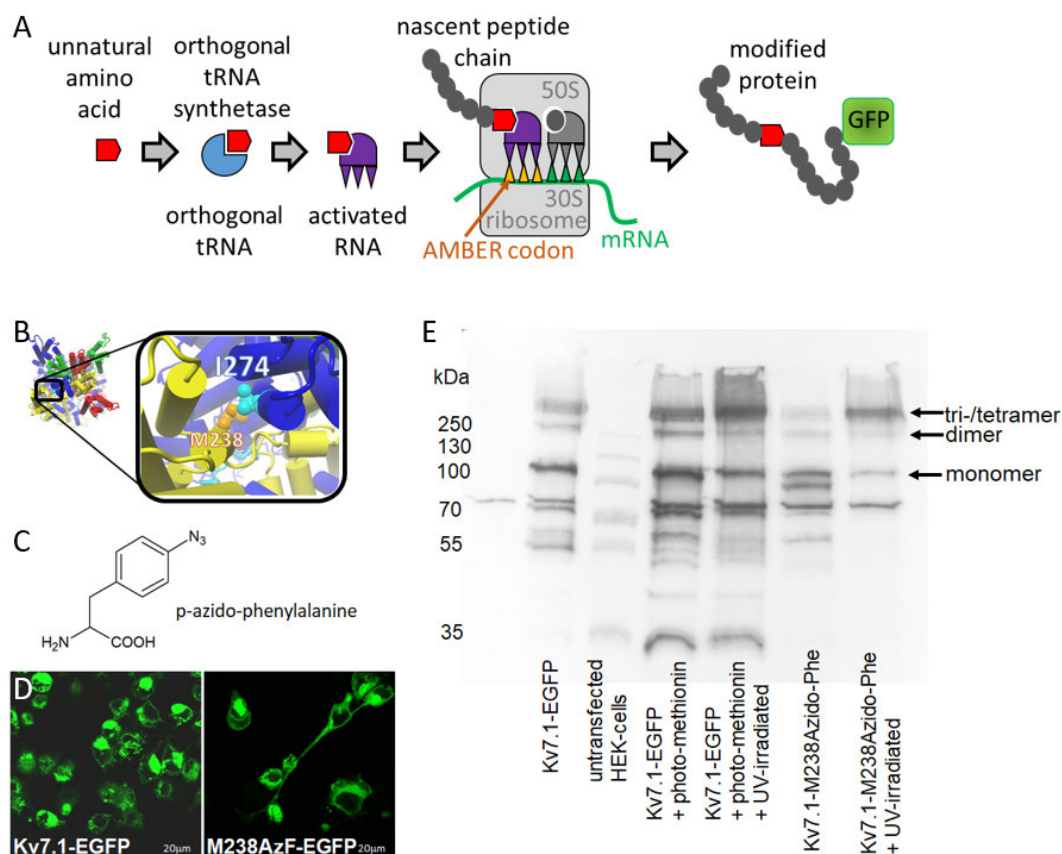 A
unnatural
amino
acid
orthogonal
tRNA
synthetase
orthogonal
tRNA
activated
RNA
nascent peptide
chain
50S
30S
ribosome
AMBER codon
mRNA
modified
protein
GFP
B
I274
M238
C
N3
H2N
COOH
p-azido-phenylalanine
D
Kv7.1-EGFP
20µm
M238AzF-EGFP
20µm
E
kDa
250
130
100
70
55
35
tri-/tetramer
dimer
monomer
Kv7.1-EGFP
untransfected
HEK-cells
Kv7.1-EGFP
+ photo-methionin
Kv7.1-EGFP
+ photo-methionin
+ UV-irradiated
Kv7.1-M238Azido-Phe
Kv7.1-M238Azido-Phe
+ UV-irradiated